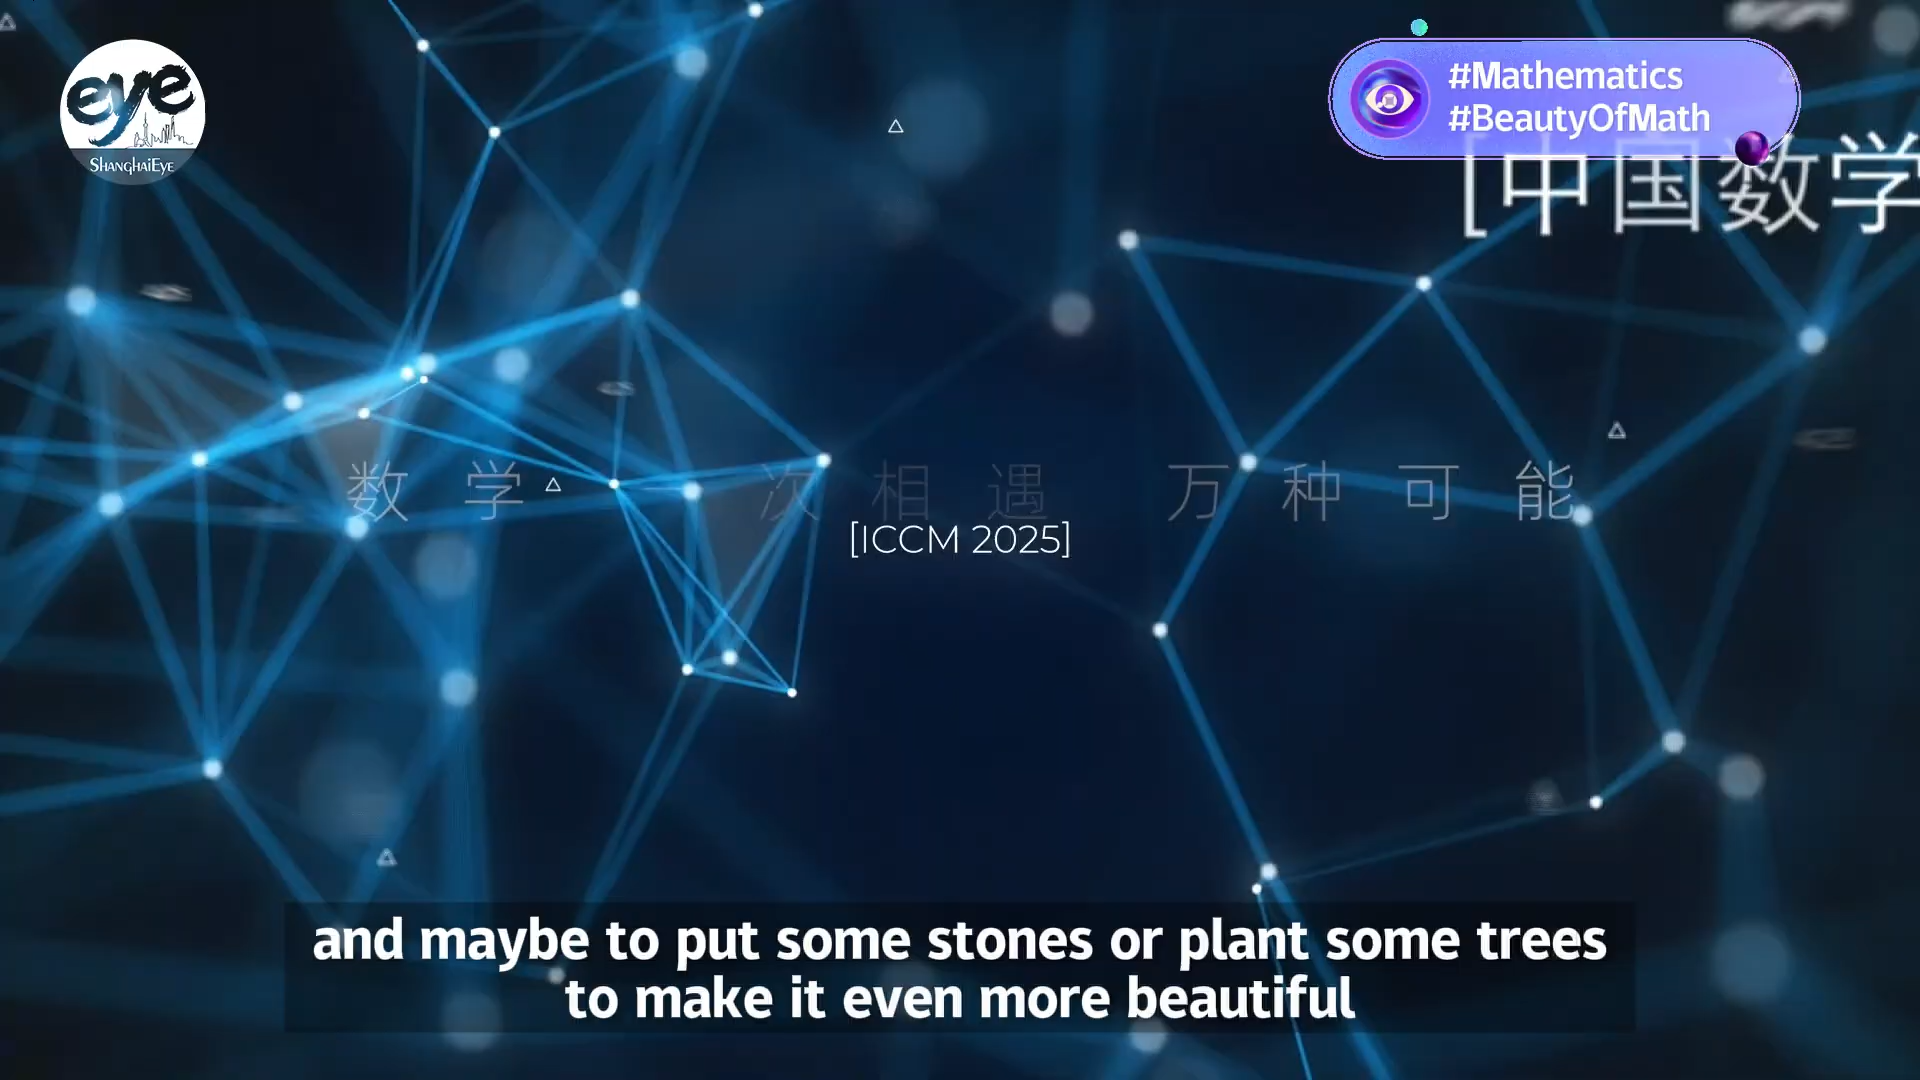 eye
SHANGHAIEYE
#Mathematics
#BeautyOfMath
[中国数学
数学 次相遇 万种可能
[ICCM 2025]
and maybe to put some stones or plant some trees
to make it even more beautiful